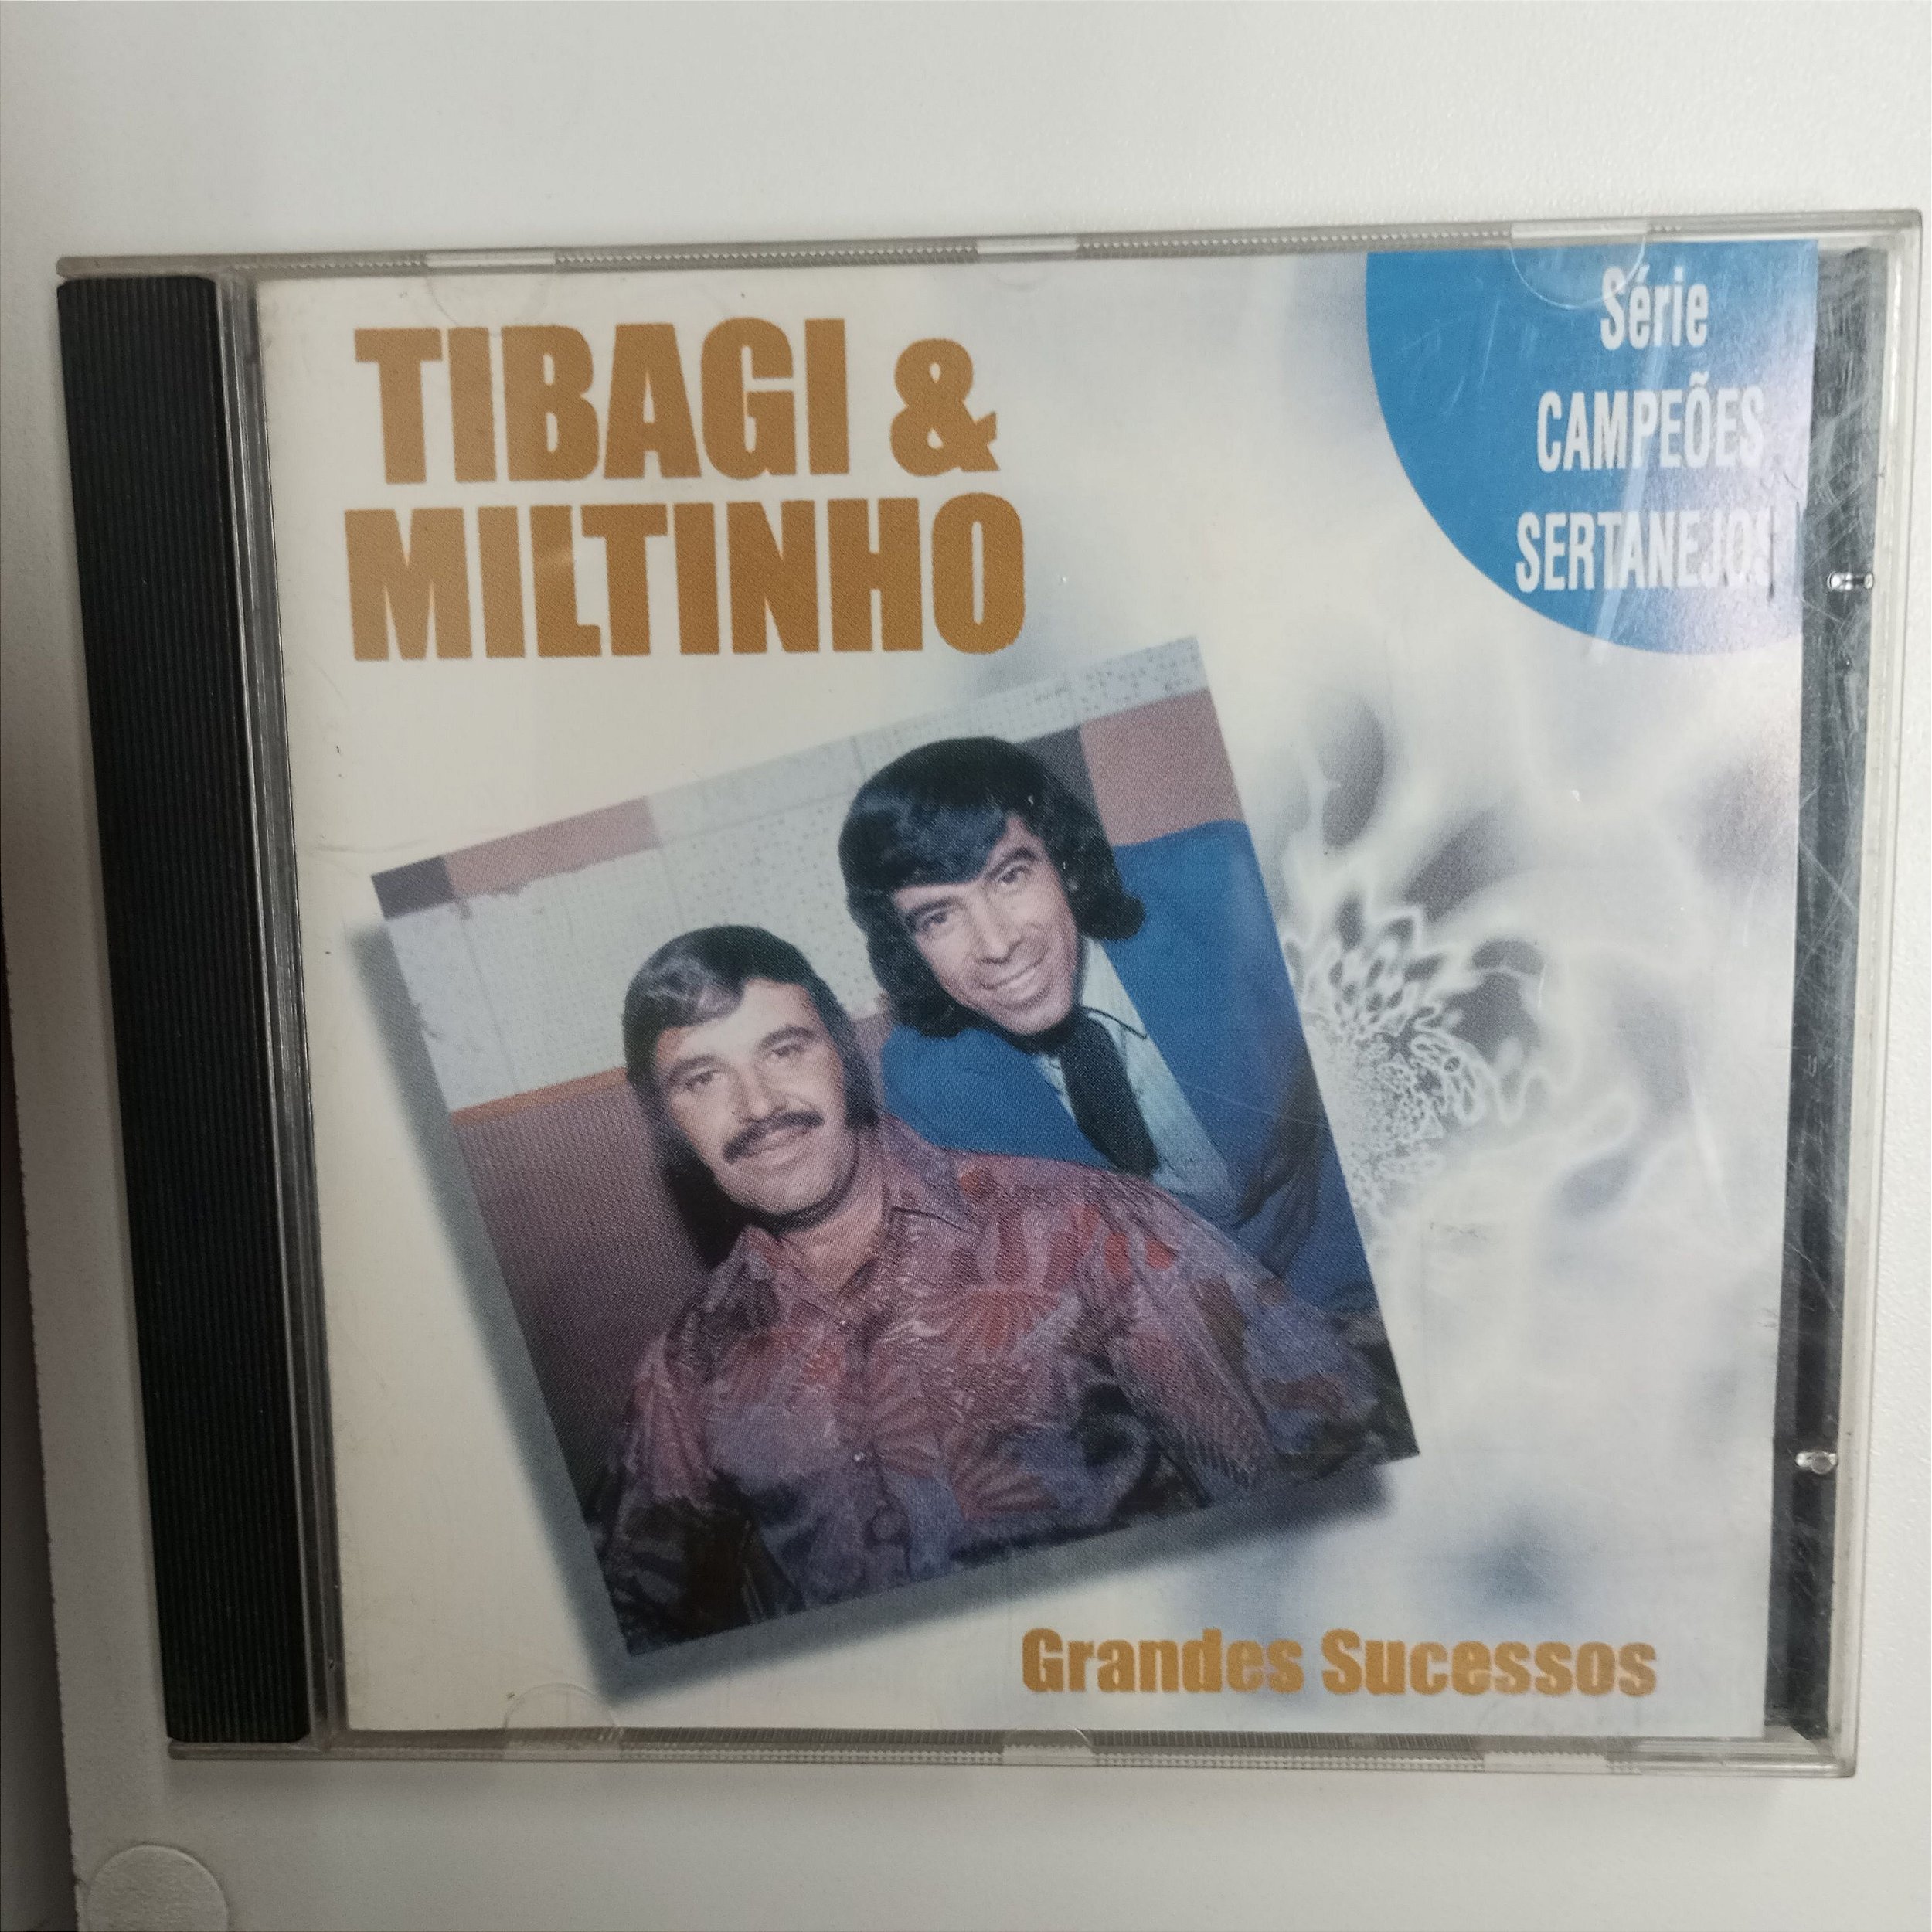 TIBAGI &
MILTINHO
Série
CAMPEÕES
SERTANEJOS
Grandes Sucessos